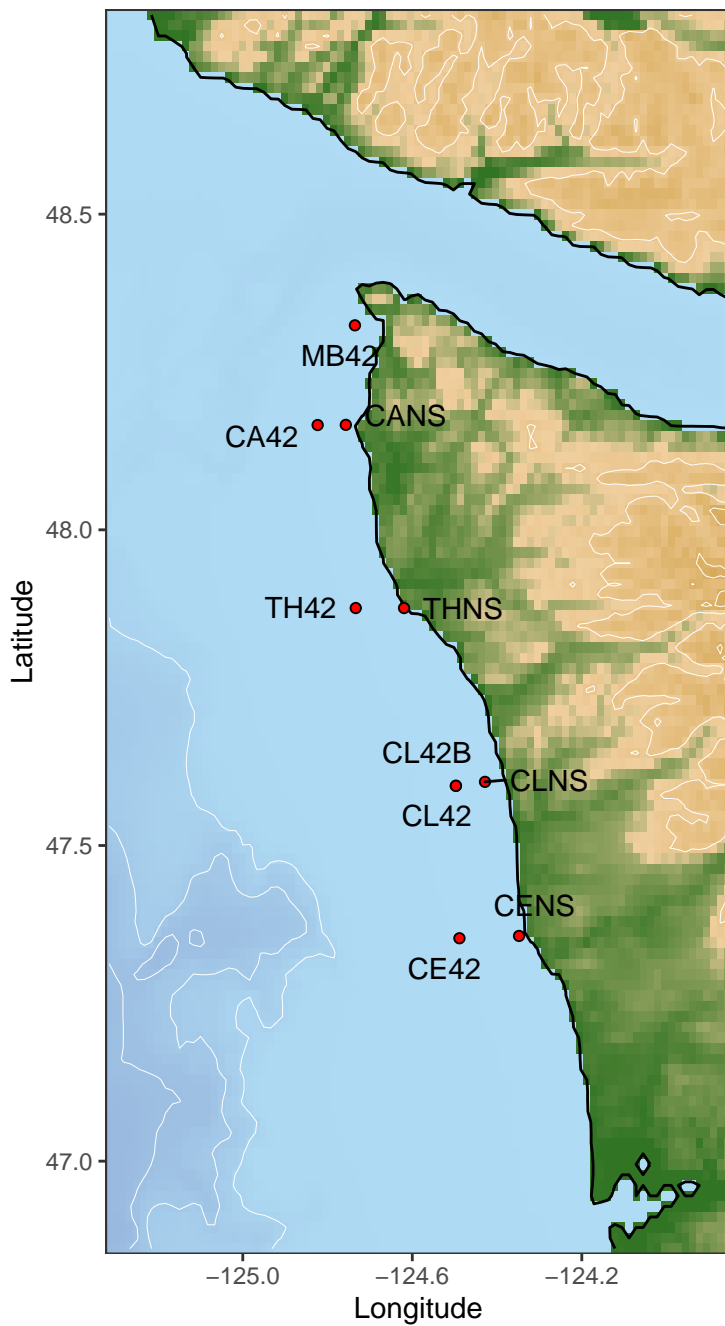 48.5
MB42
CANS
CA42
48.0
TH42
THNS
Latitude
CL42B
CLNS
CL42
47.5
CENS
CE42
47.0
−125.0
−124.6
−124.2
Longitude